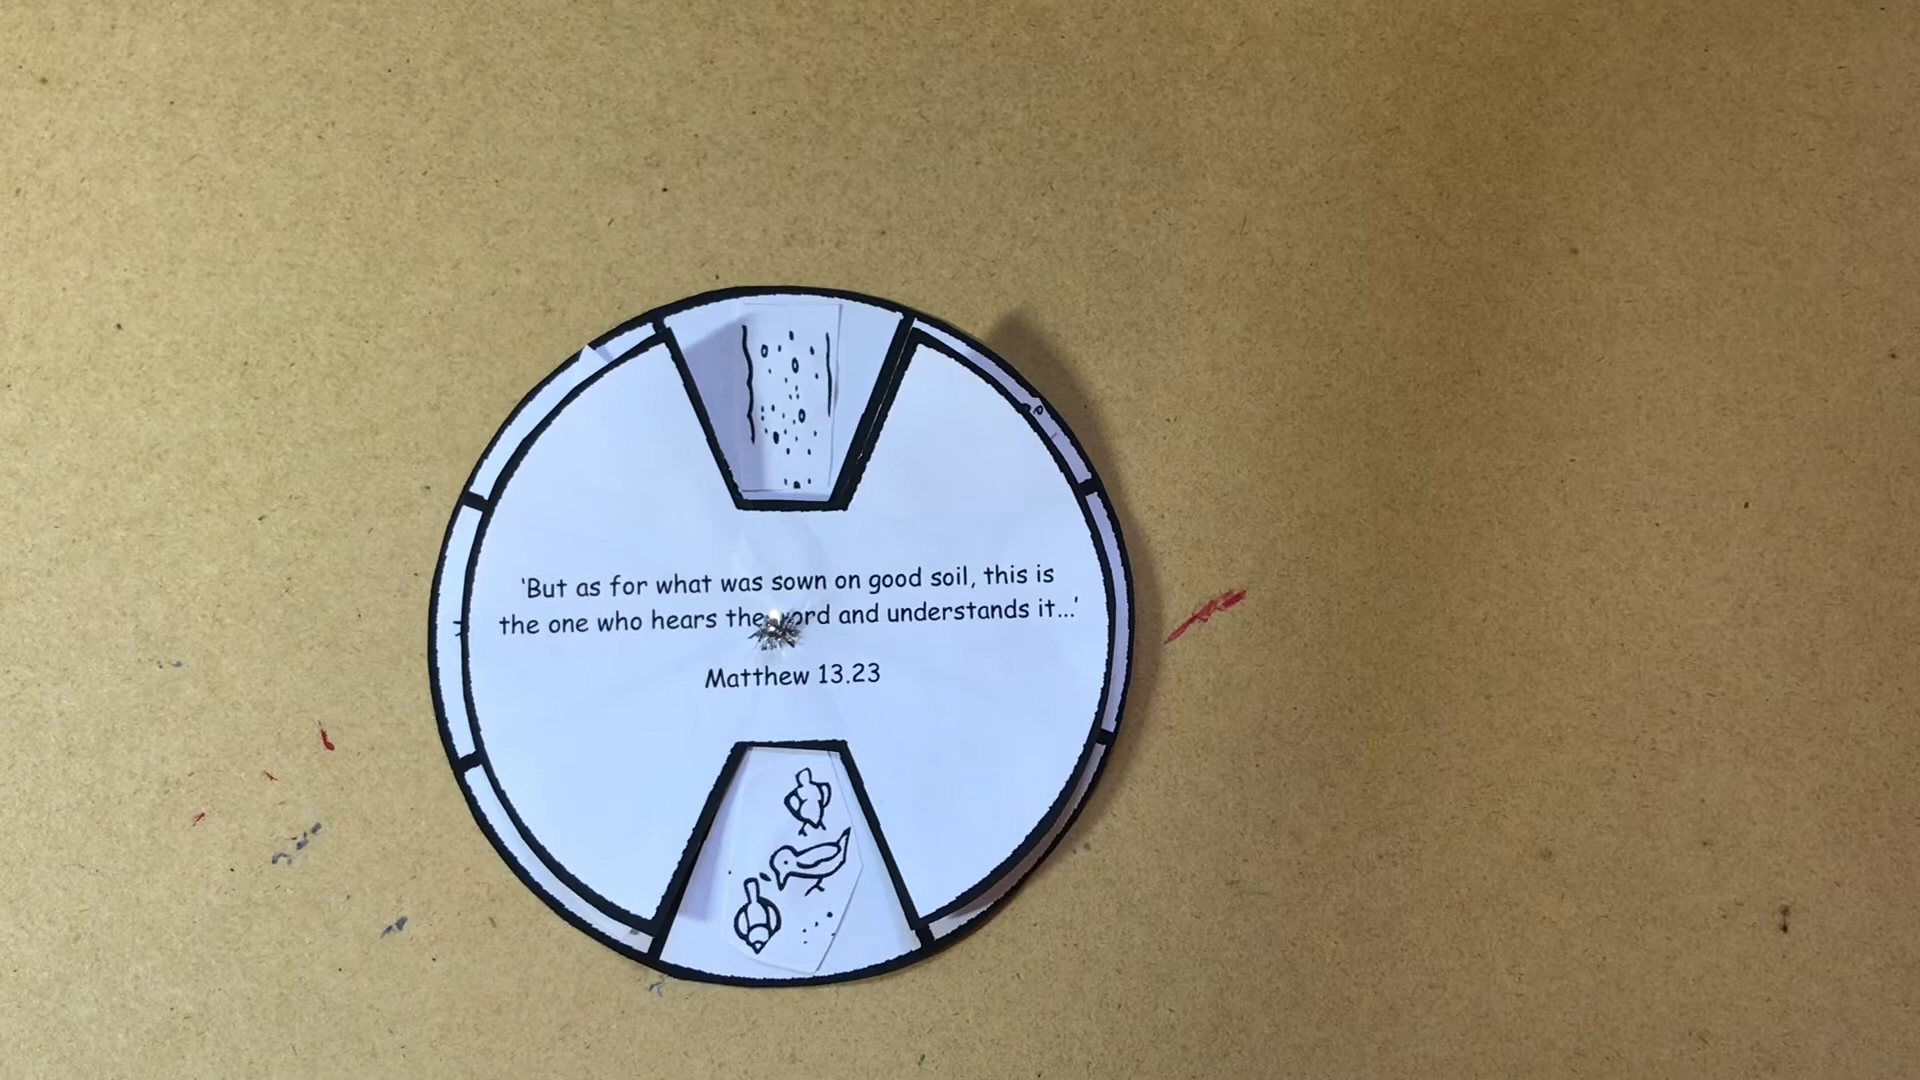 'But as for what was sown on good soil, this is
the one who hears the word and understands it...'
Matthew 13.23